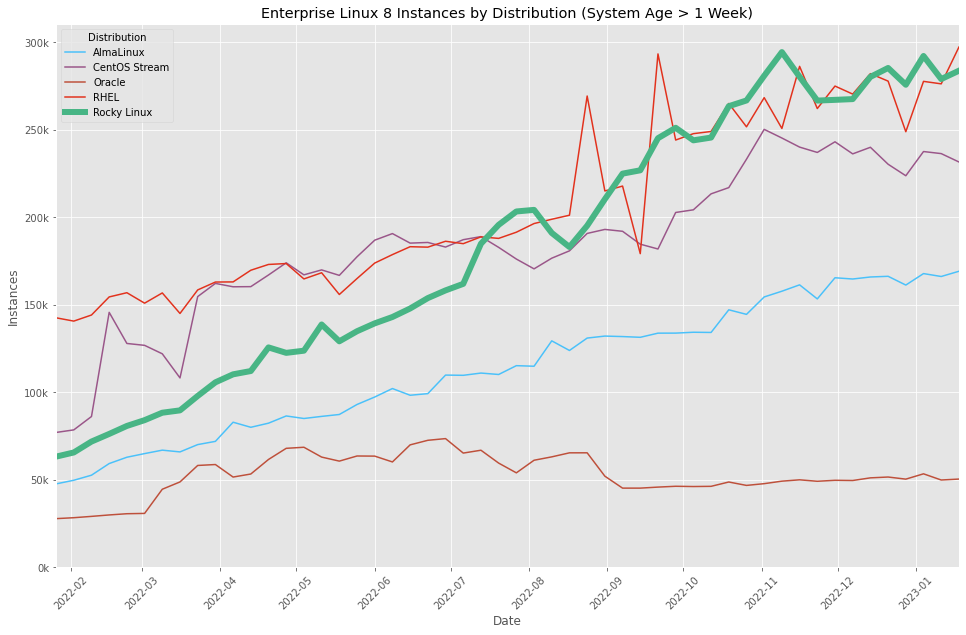 Enterprise Linux 8 Instances by Distribution (System Age > 1 Week)
Distribution
AlmaLinux
CentOS Stream
Oracle
RHEL
Rocky Linux
300k
250k
200k
150k
100k
50k
0k
Instances
2022-02
2022-03
2022-04
2022-05
2022-06
2022-07
2022-08
2022-09
2022-10
2022-11
2022-12
2023-01
Date